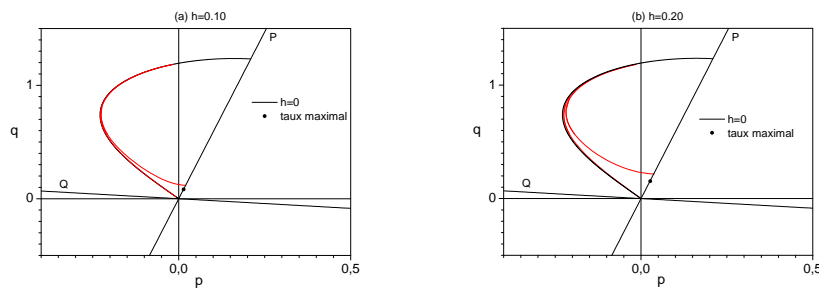 (a) h=0.10
P
1
h=0
taux maximal
q
Q
0
0,0
0,5
p
(b) h=0.20
P
1
h=0
taux maximal
q
Q
0
0,0
0,5
p